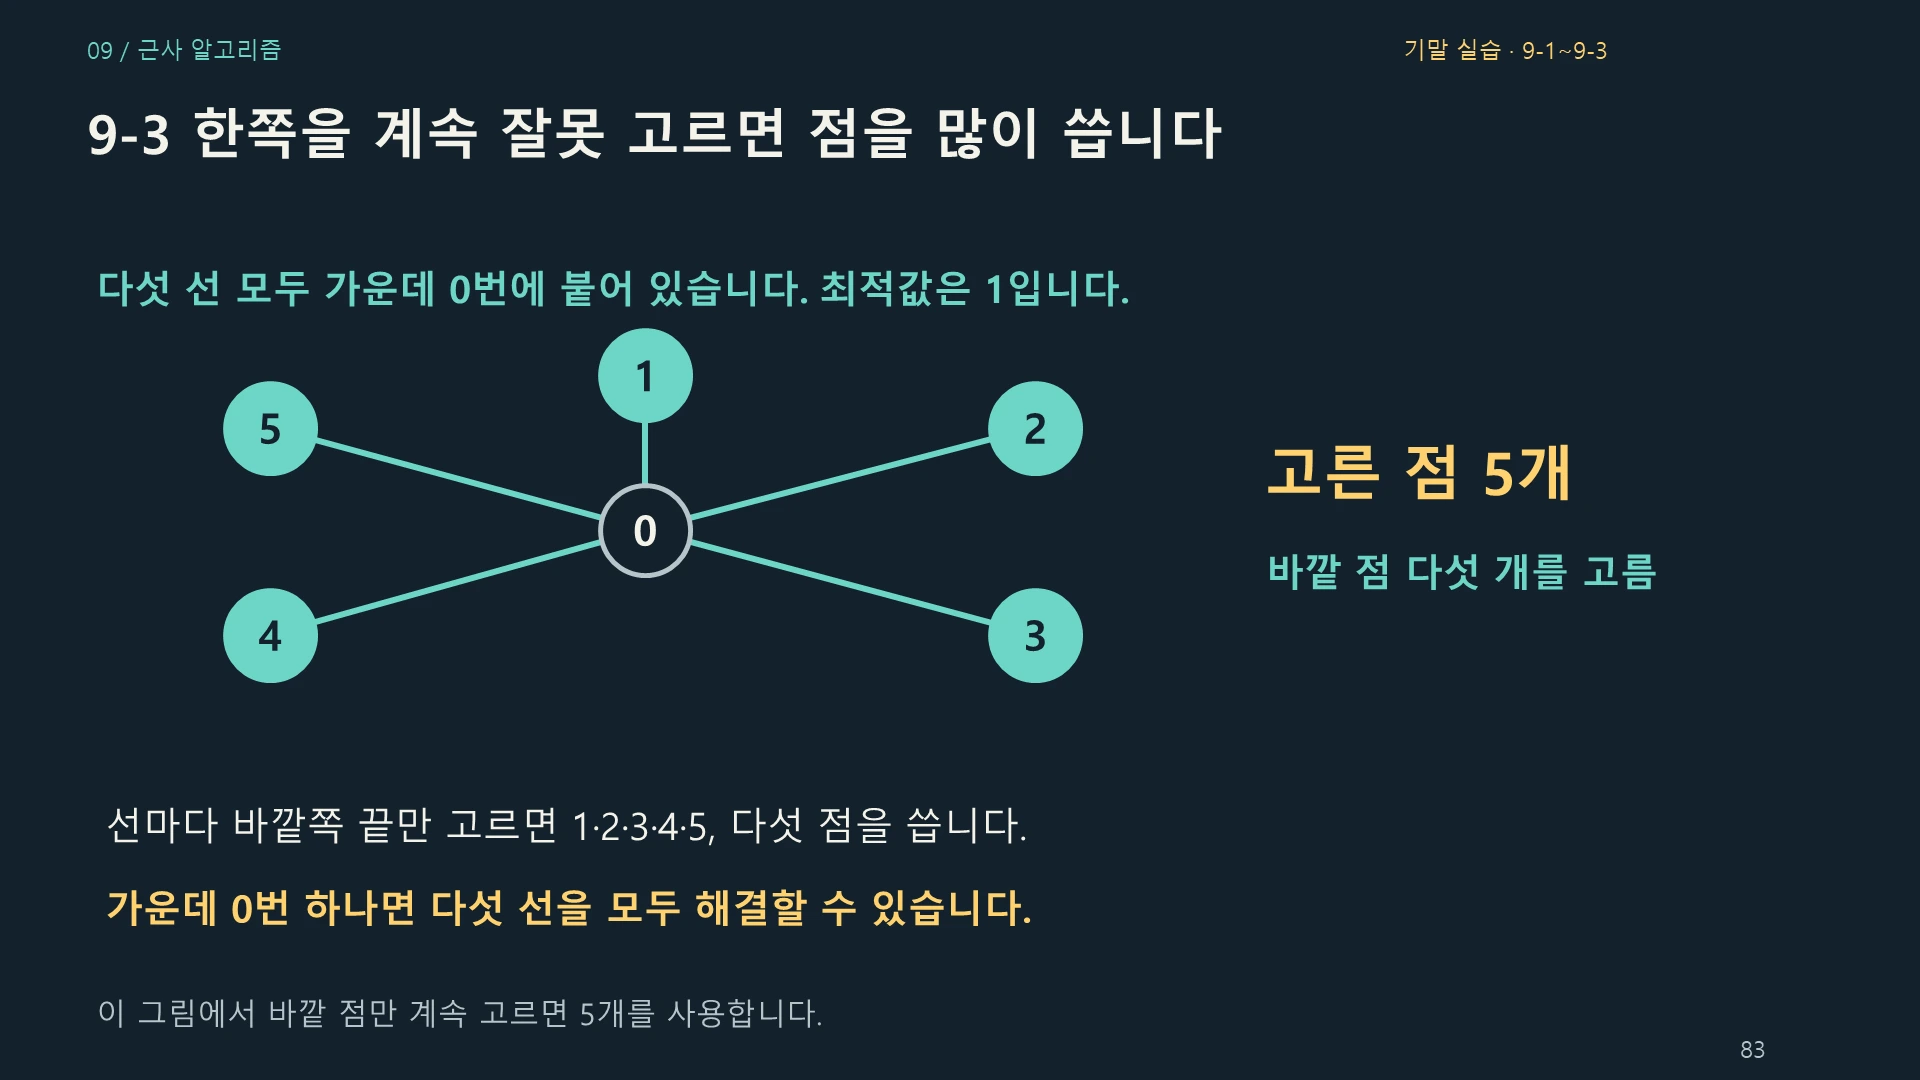 09 / 근사 알고리즘
기말 실습 · 9-1~9-3
9-3 한쪽을 계속 잘못 고르면 점을 많이 씁니다
다섯 선 모두 가운데 0번에 붙어 있습니다. 최적값은 1입니다.
1
5
2
0
4
3
고른 점 5개
바깥 점 다섯 개를 고름
선마다 바깥쪽 끝만 고르면 1·2·3·4·5, 다섯 점을 씁니다.
가운데 0번 하나면 다섯 선을 모두 해결할 수 있습니다.
이 그림에서 바깥 점만 계속 고르면 5개를 사용합니다.
83